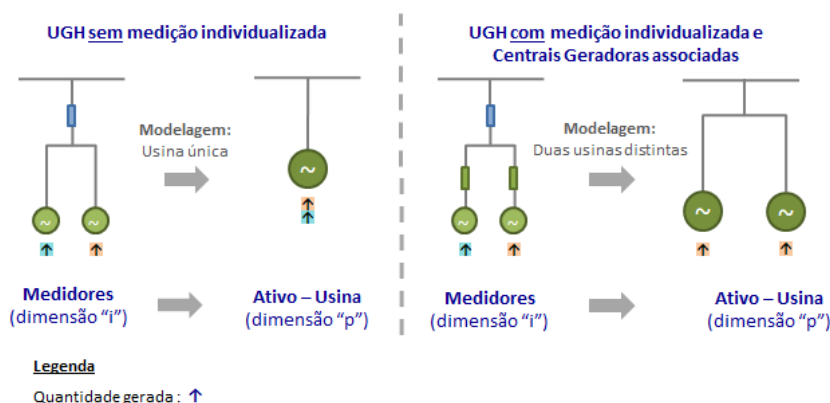 UGH sem medição individualizada
Modelagem:
Usina única
~
~
~
Medidores
(dimensão “i”)
Ativo – Usina
(dimensão “p”)
UGH com medição individualizada e
Centrais Geradoras associadas
Modelagem:
Duas usinas distintas
~
~
~
~
Medidores
(dimensão “i”)
Ativo – Usina
(dimensão “p”)
Legenda
Quantidade gerada : ↑